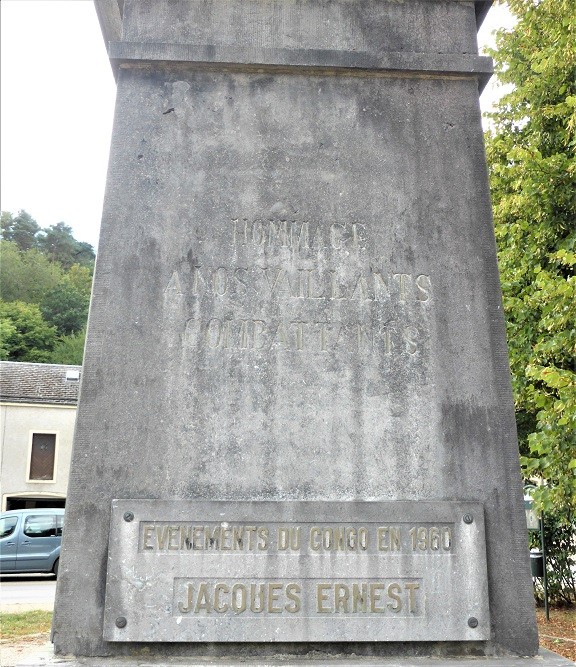 HOMMAGE
A NOS VAILLANTS
COMBATTANTS
EVENEMENTS DU CONGO EN 1960
JACQUES ERNEST